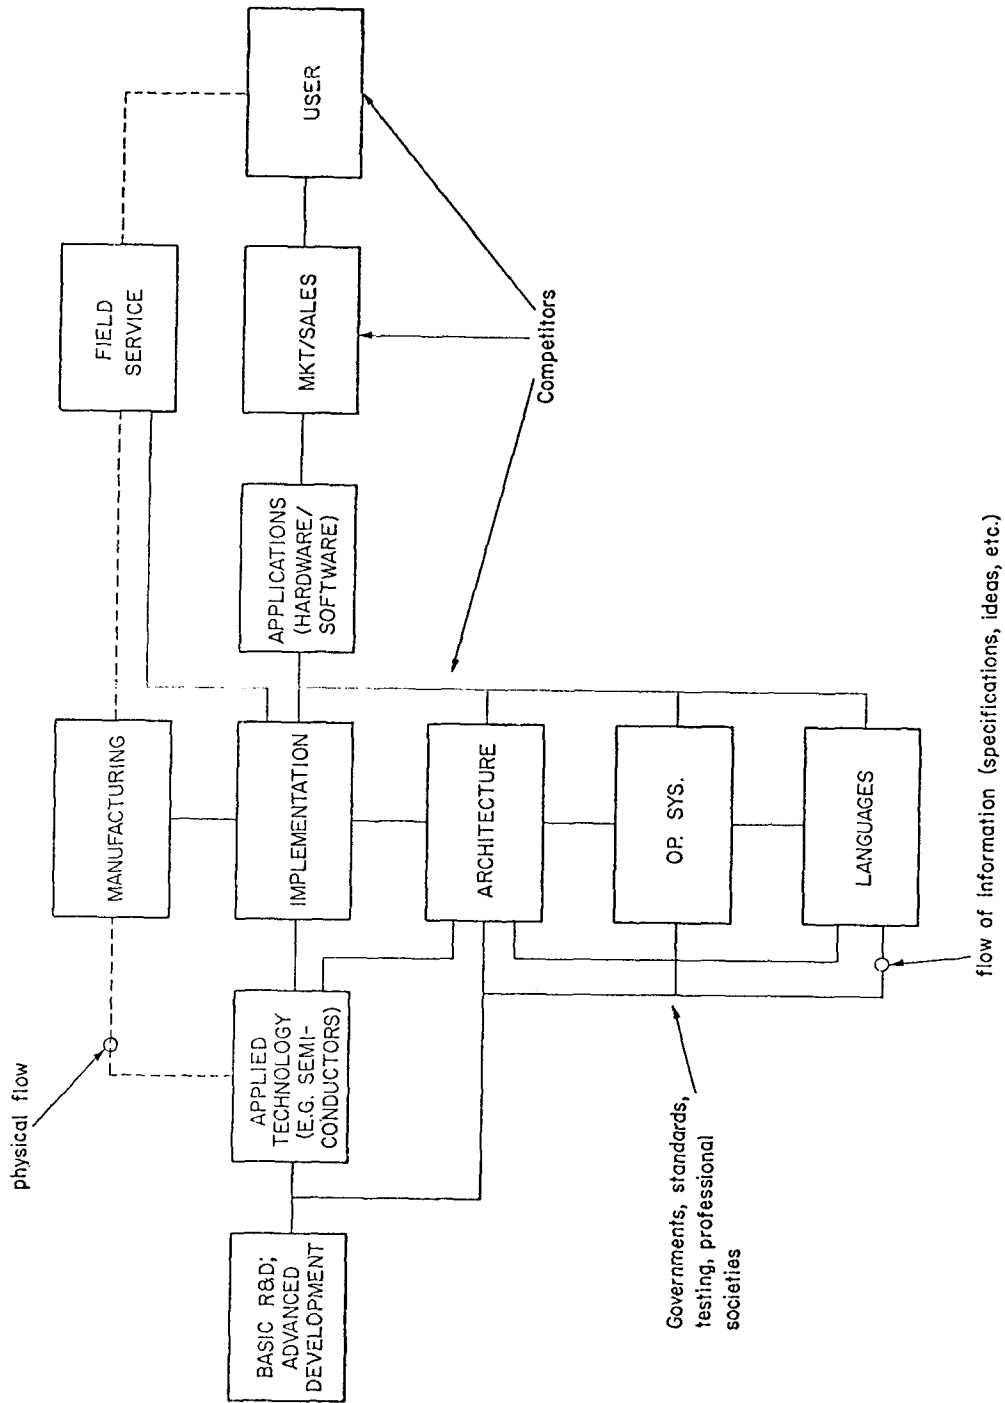 physical flow
MANUFACTURING
FIELD
SERVICE
BASIC R&D;
ADVANCED
DEVELOPMENT
APPLIED
TECHNOLOGY
(E.G. SEMI-
CONDUCTORS)
IMPLEMENTATION
APPLICATIONS
(HARDWARE/
SOFTWARE)
MKT/SALES
USER
ARCHITECTURE
Competitors
OP. SYS.
Governments, standards,
testing, professional
societies
LANGUAGES
flow of information (specifications, ideas, etc.)